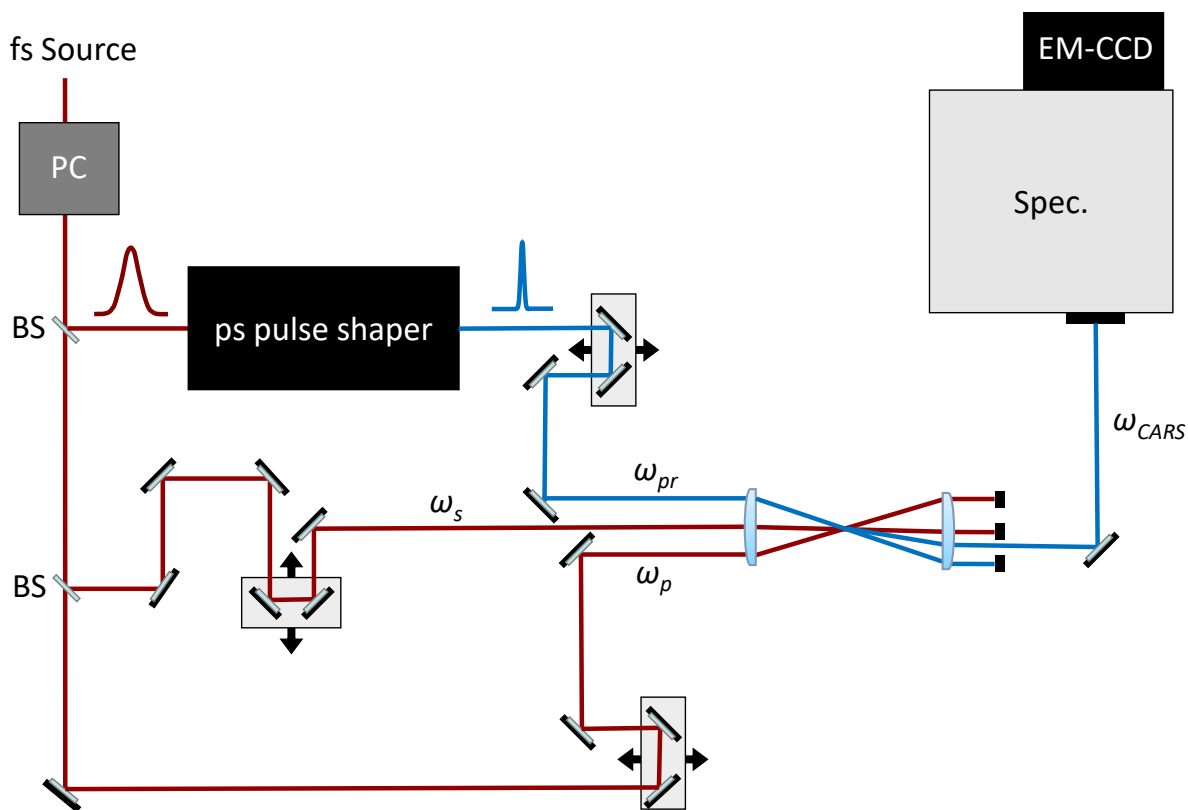 EM-CCD
fs Source
PC
Spec.
ps pulse shaper
BS
ω_CARS
ω_pr
ω_s
BS
ω_p